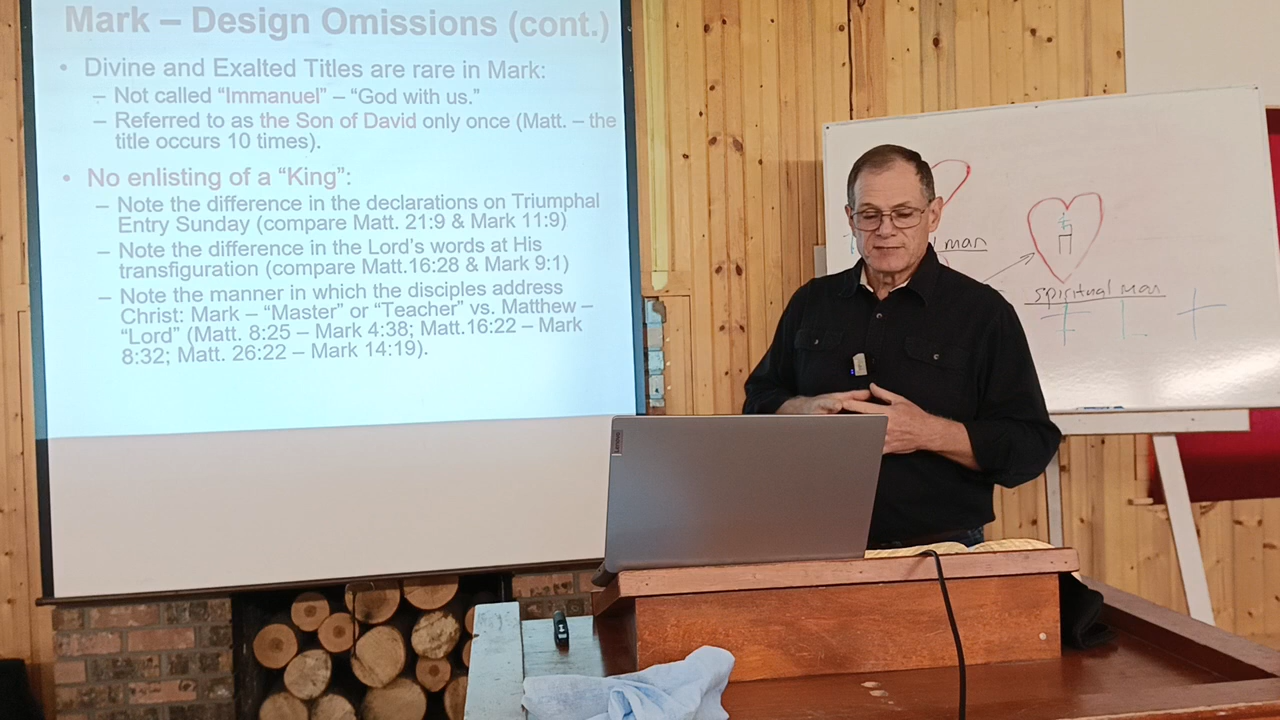 Mark – Design Omissions (cont.)
• Divine and Exalted Titles are rare in Mark:
– Not called “Immanuel” – “God with us.”
– Referred to as the Son of David only once (Matt. – the
title occurs 10 times).
• No enlisting of a “King”:
– Note the difference in the declarations on Triumphal
Entry Sunday (compare Matt. 21:9 & Mark 11:9)
– Note the difference in the Lord’s words at His
transfiguration (compare Matt.16:28 & Mark 9:1)
– Note the manner in which the disciples address
Christ: Mark – “Master” or “Teacher” vs. Matthew –
“Lord” (Matt. 8:25 – Mark 4:38; Matt.16:22 – Mark
8:32; Matt. 26:22 – Mark 14:19).
man
Spiritual Man
Lenovo